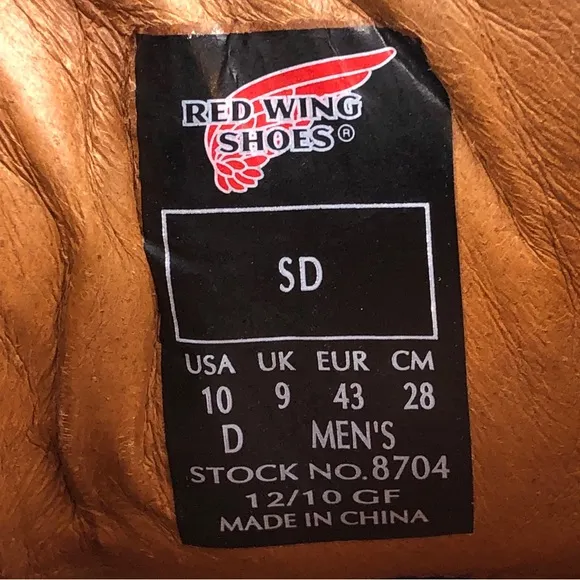 RED WING
SHOES®
SD
USA UK EUR CM
10 9 43 28
D MEN'S
STOCK NO.8704
12/10 GF
MADE IN CHINA